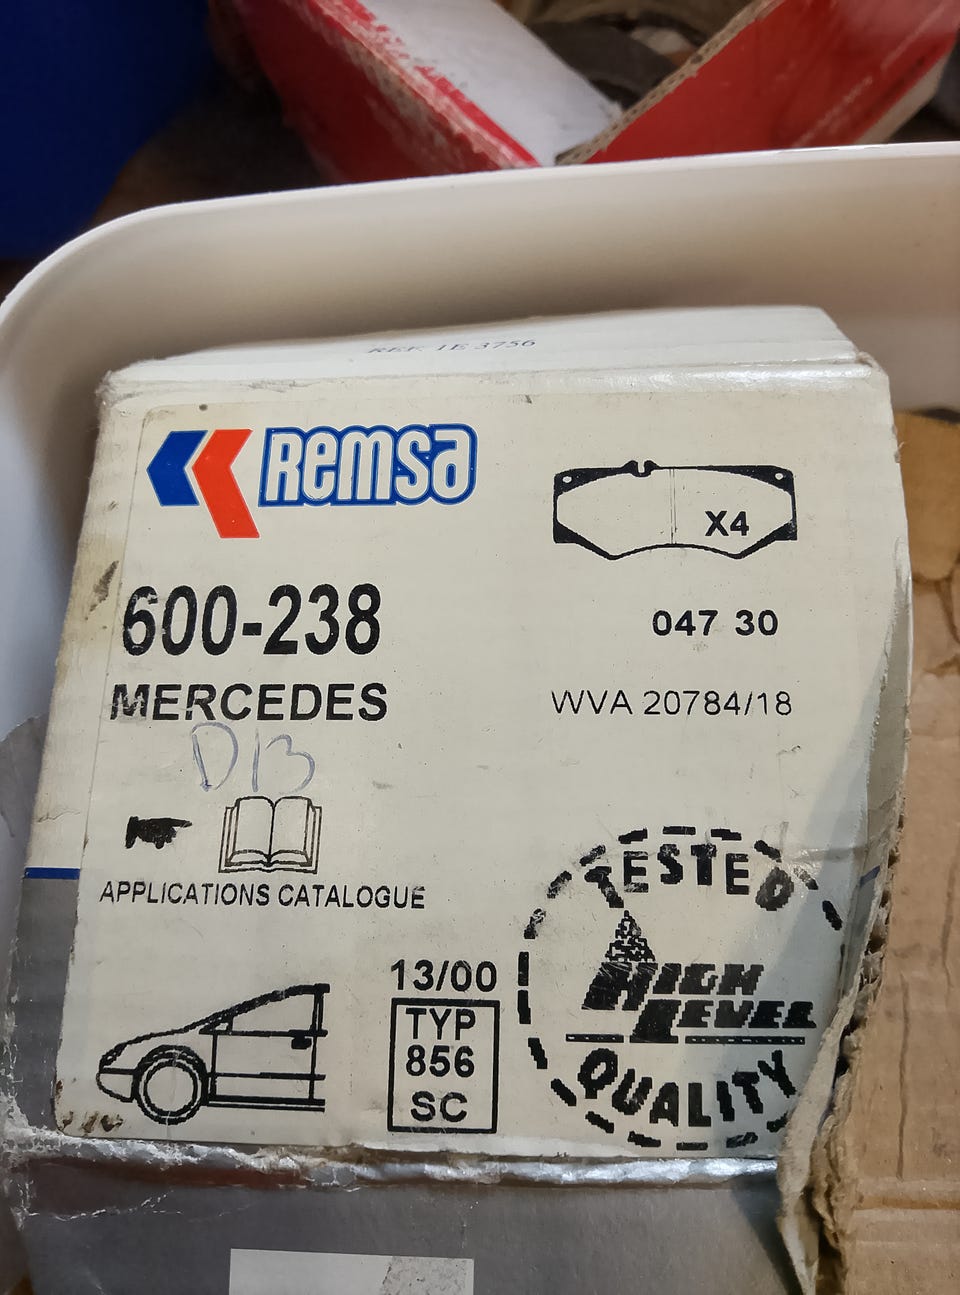 REF. 1E 3756
REMSA
X4
600-238
047 30
MERCEDES
WVA 20784/18
D13
APPLICATIONS CATALOGUE
TESTED
HIGH
LEVEL
QUALITY
13/00
TYP
856
SC